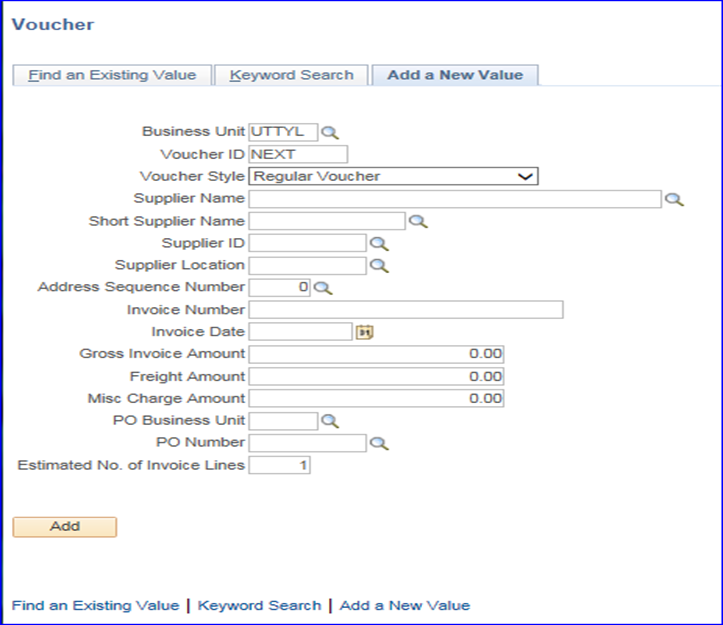 Voucher
Find an Existing Value Keyword Search Add a New Value
Business Unit UTTYL
Voucher ID NEXT
Voucher Style Regular Voucher
Supplier Name
Short Supplier Name
Supplier ID
Supplier Location
Address Sequence Number 0
Invoice Number
Invoice Date 31
Gross Invoice Amount 0.00
Freight Amount 0.00
Misc Charge Amount 0.00
PO Business Unit
PO Number
Estimated No. of Invoice Lines 1
Add
Find an Existing Value | Keyword Search | Add a New Value